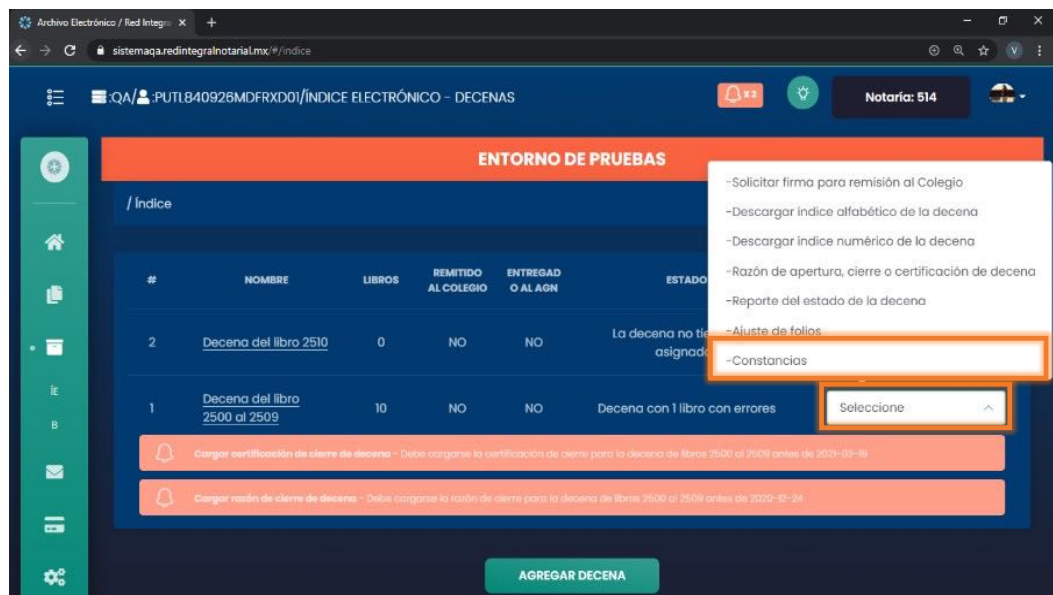 Archivo Electrónico / Red Integra
sistemaqa.redintegralnotarial.mx/#/indice
V
:QA/ :PUTL840926MDFRXD01/ÍNDICE ELECTRÓNICO - DECENAS
x2
Notaría: 514
ENTORNO DE PRUEBAS
/ Índice
-Solicitar firma para remisión al Colegio
-Descargar índice alfabético de la decena
-Descargar índice numérico de la decena
-Razón de apertura, cierre o certificación de decena
-Reporte del estado de la decena
-Ajuste de folios
-Constancias
# NOMBRE LIBROS REMITIDO AL COLEGIO ENTREGAD O AL AGN ESTADO
2 Decena del libro 2510 0 NO NO La decena no tie
asignado
1 Decena del libro 2500 al 2509 10 NO NO Decena con 1 libro con errores Seleccione
Cargar certificación de cierre de decena - Debe cargarse la certificación de cierre para la decena de libros 2500 al 2509 antes de 2021-03-19
Cargar razón de cierre de decena - Debe cargarse la razón de cierre para la decena de libros 2500 al 2509 antes de 2020-12-24
ÍE
B
AGREGAR DECENA